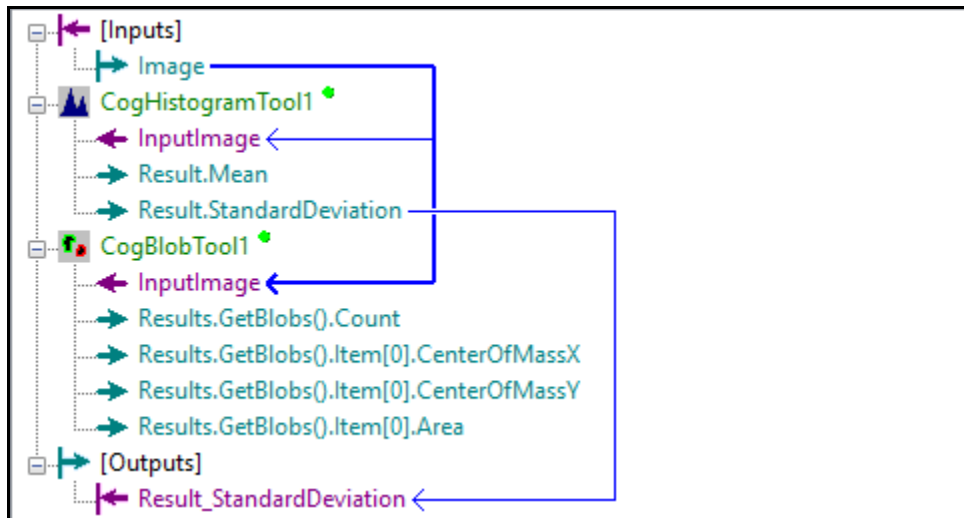 [Inputs]
Image
CogHistogramTool1
InputImage
Result.Mean
Result.StandardDeviation
CogBlobTool1
InputImage
Results.GetBlobs().Count
Results.GetBlobs().Item[0].CenterOfMassX
Results.GetBlobs().Item[0].CenterOfMassY
Results.GetBlobs().Item[0].Area
[Outputs]
Result_StandardDeviation